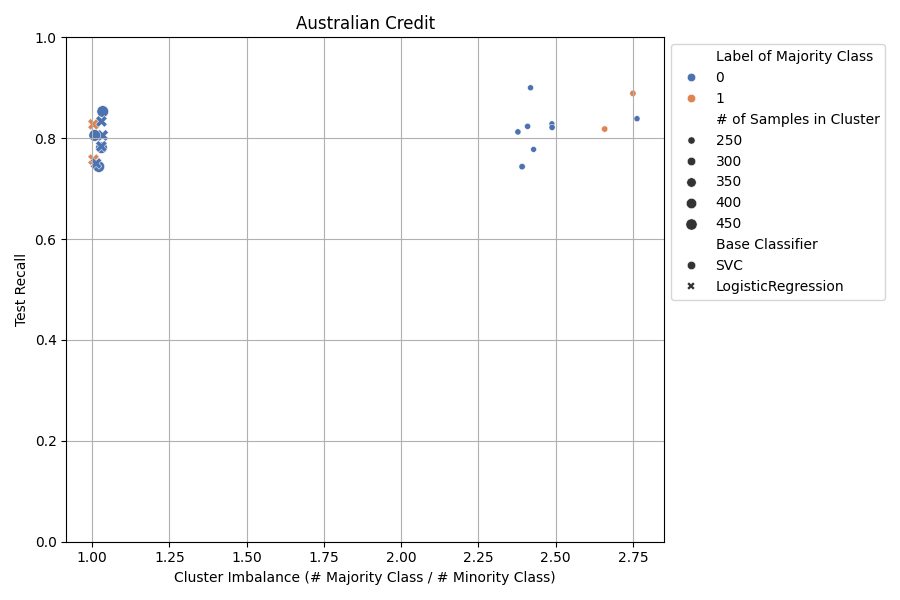 Australian Credit
1.0
0.8
0.6
0.4
0.2
0.0
Test Recall
1.00 1.25 1.50 1.75 2.00 2.25 2.50 2.75
Cluster Imbalance (# Majority Class / # Minority Class)
Label of Majority Class
0
1
# of Samples in Cluster
250
300
350
400
450
Base Classifier
SVC
LogisticRegression